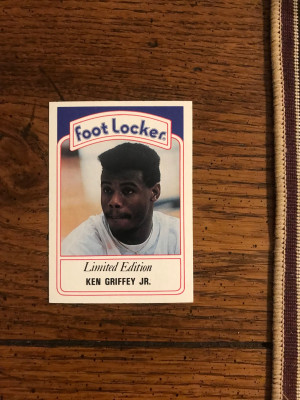 Foot Locker
Limited Edition
KEN GRIFFEY JR.